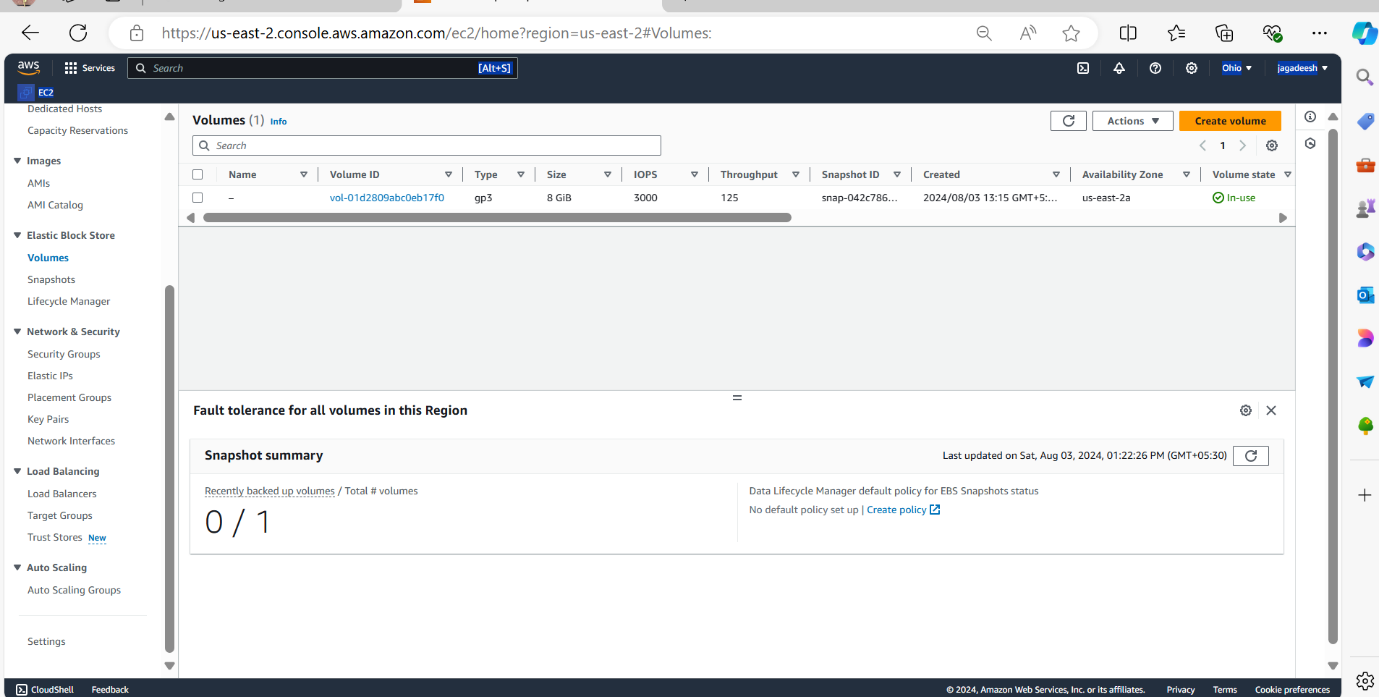 https://us-east-2.console.aws.amazon.com/ec2/home?region=us-east-2#Volumes:
aws Services Search [Alt+S] Ohio jagadeesh
EC2
Dedicated Hosts
Capacity Reservations
Images
AMIs
AMI Catalog
Elastic Block Store
Volumes
Snapshots
Lifecycle Manager
Network & Security
Security Groups
Elastic IPs
Placement Groups
Key Pairs
Network Interfaces
Load Balancing
Load Balancers
Target Groups
Trust Stores New
Auto Scaling
Auto Scaling Groups
Settings
Volumes (1) Info
Actions
Create volume
Search
1
Name Volume ID Type Size IOPS Throughput Snapshot ID Created Availability Zone Volume state
– vol-01d2809abc0eb17f0 gp3 8 GiB 3000 125 snap-042c786... 2024/08/03 13:15 GMT+5:... us-east-2a In-use
Fault tolerance for all volumes in this Region
Snapshot summary
Last updated on Sat, Aug 03, 2024, 01:22:26 PM (GMT+05:30)
Recently backed up volumes / Total # volumes
0 / 1
Data Lifecycle Manager default policy for EBS Snapshots status
No default policy set up | Create policy
CloudShell Feedback © 2024, Amazon Web Services, Inc. or its affiliates. Privacy Terms Cookie preferences